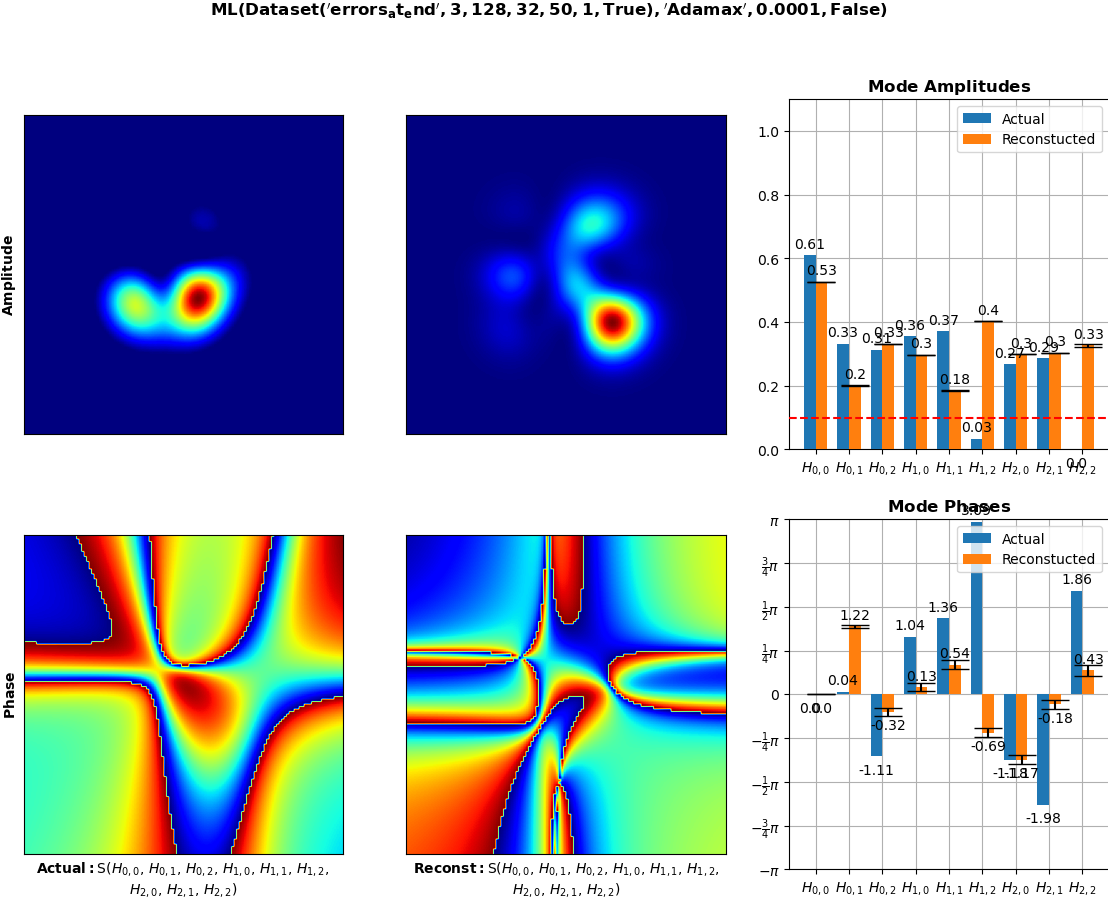 ML(Dataset('errors_at_end', 3, 128, 32, 50, 1, True), 'Adamax', 0.0001, False)
Amplitude
Mode Amplitudes
Actual
Reconstucted
1.0
0.8
0.6
0.4
0.2
0.0
0.61
0.53
0.33
0.2
0.31
0.33
0.36
0.3
0.37
0.18
0.03
0.4
0.27
0.3
0.29
0.3
0.0
0.33
H0,0 H0,1 H0,2 H1,0 H1,1 H1,2 H2,0 H2,1 H2,2
Phase
Actual: S(H0,0, H0,1, H0,2, H1,0, H1,1, H1,2,
H2,0, H2,1, H2,2)
Reconst: S(H0,0, H0,1, H0,2, H1,0, H1,1, H1,2,
H2,0, H2,1, H2,2)
Mode Phases
Actual
Reconstucted
π
3/4π
1/2π
1/4π
0
−1/4π
−1/2π
−3/4π
−π
0.0
0.0
0.04
1.22
-1.11
-0.32
1.04
0.13
1.36
0.54
3.09
-0.69
-1.18
-1.17
-1.98
-0.18
1.86
0.43
H0,0 H0,1 H0,2 H1,0 H1,1 H1,2 H2,0 H2,1 H2,2